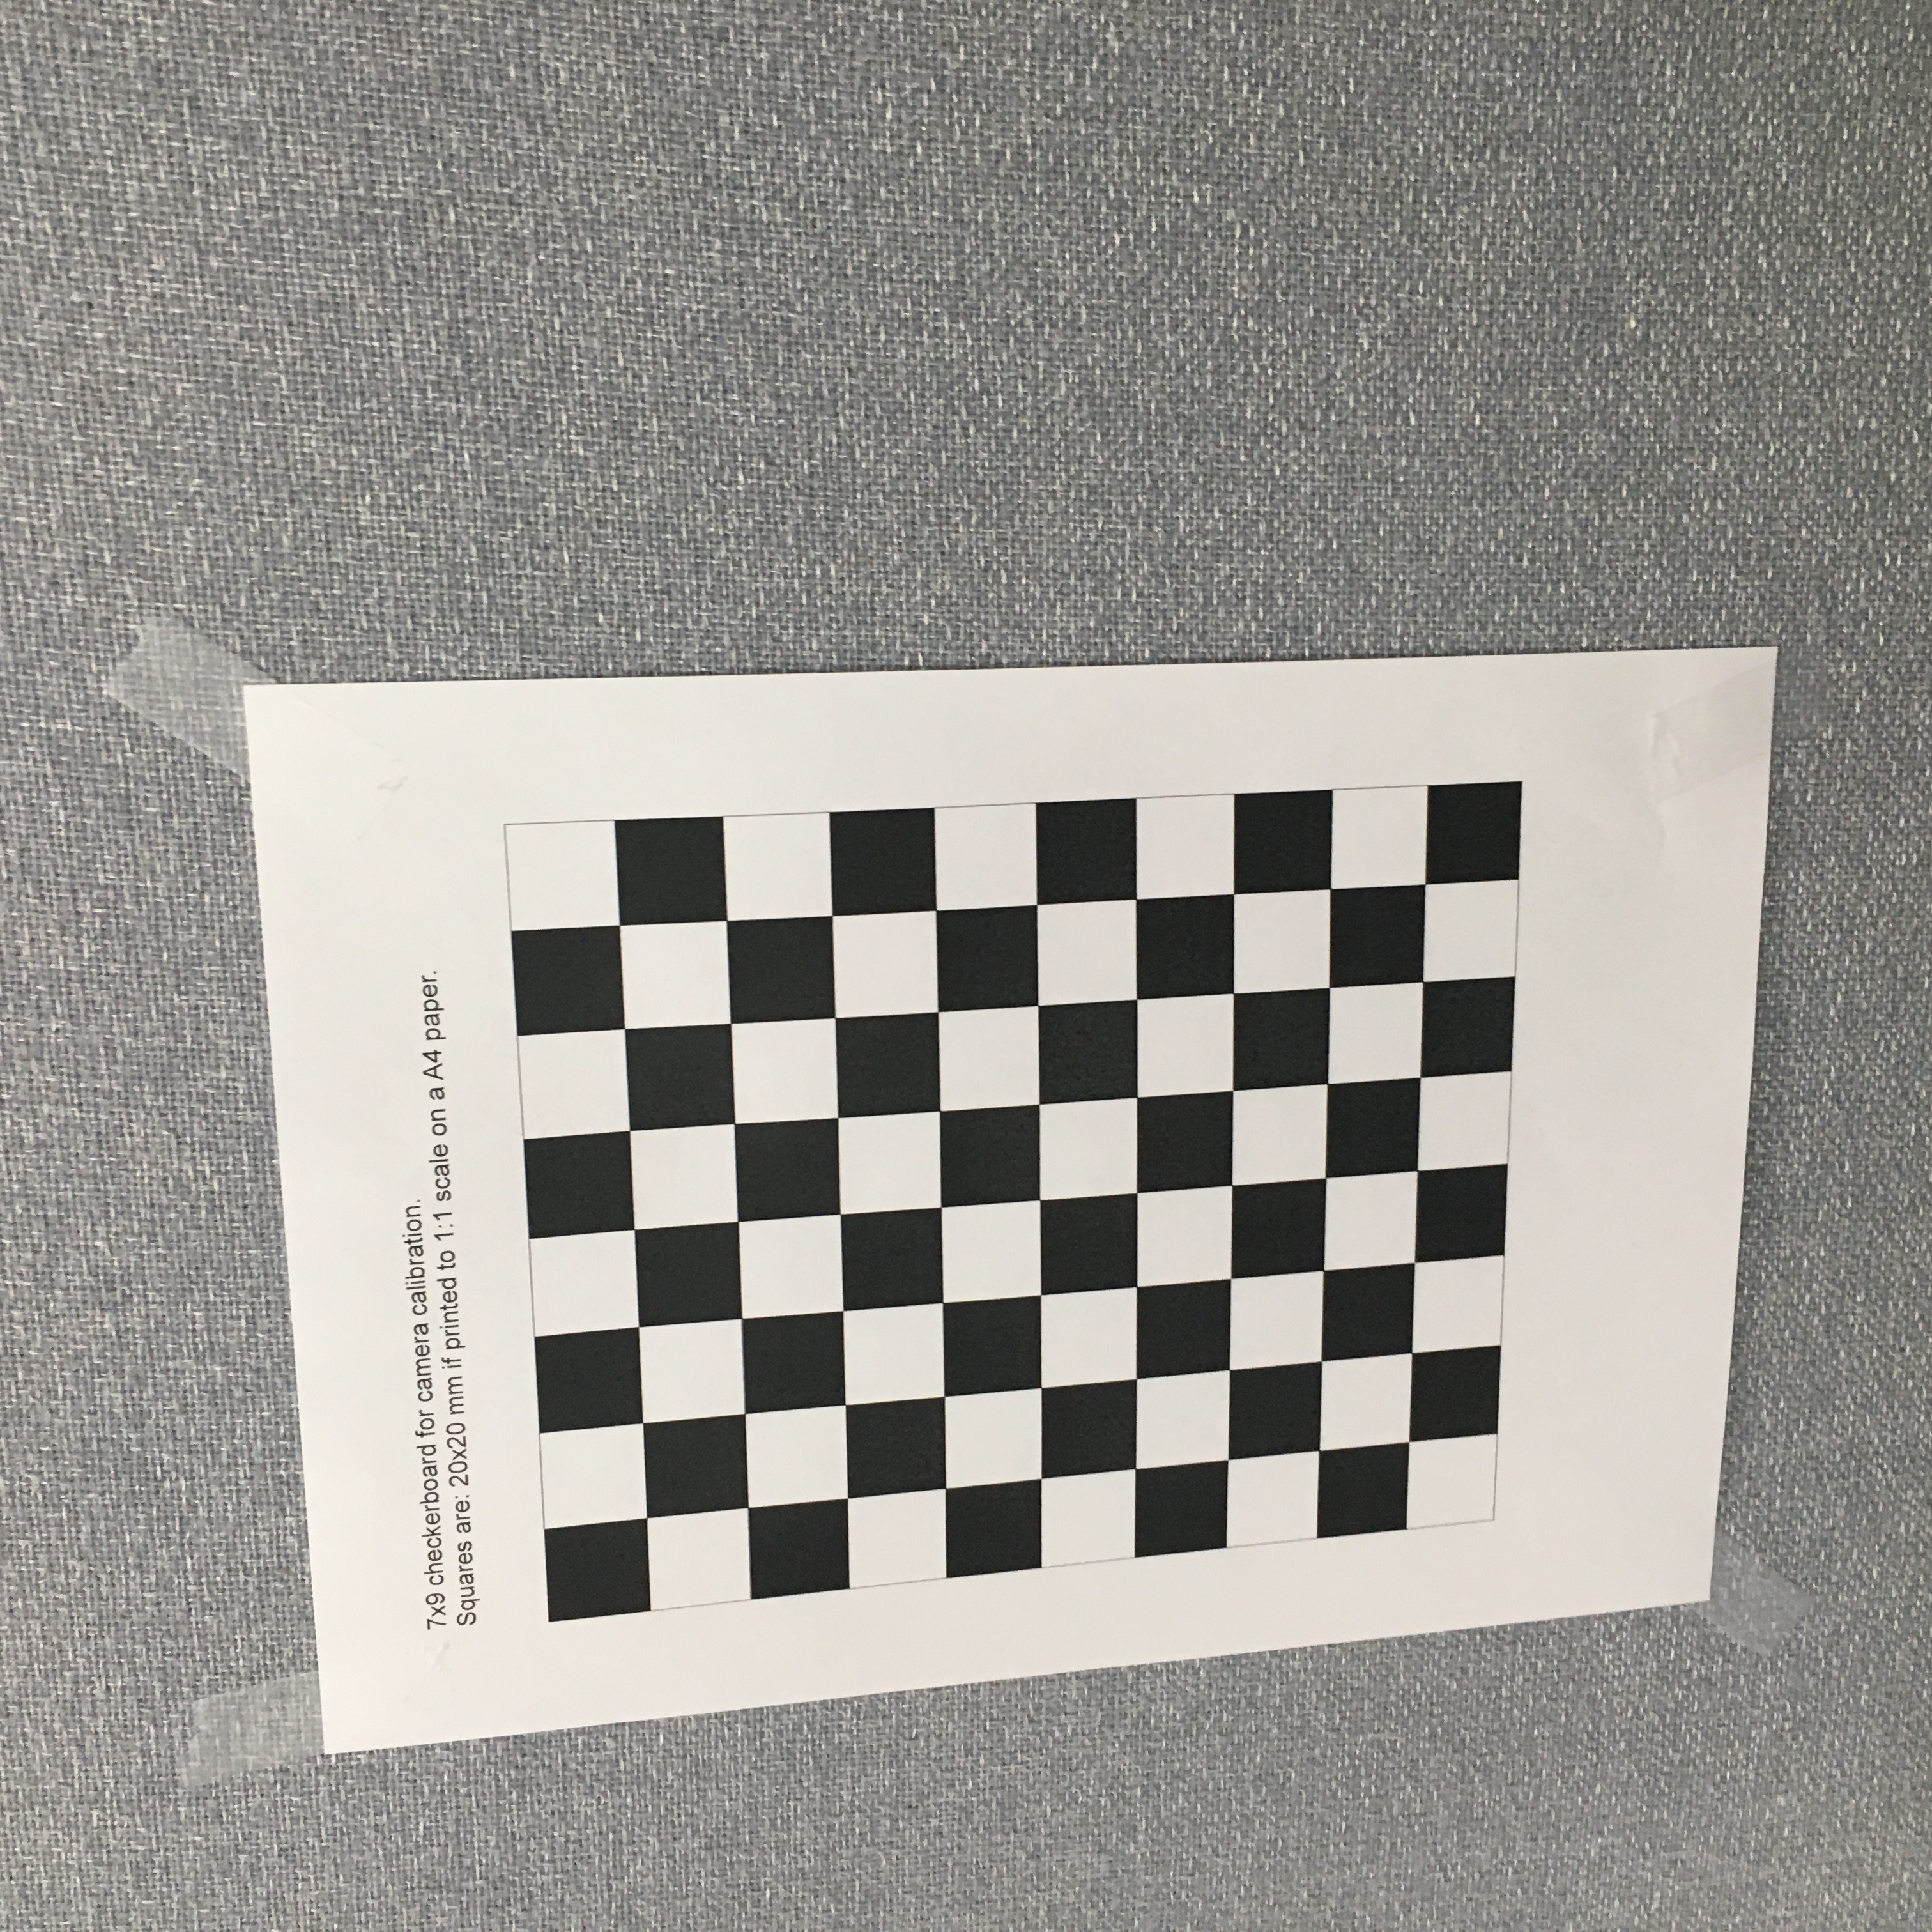 7x9 checkerboard for camera calibration.
Squares are: 20x20 mm if printed to 1:1 scale on a A4 paper.